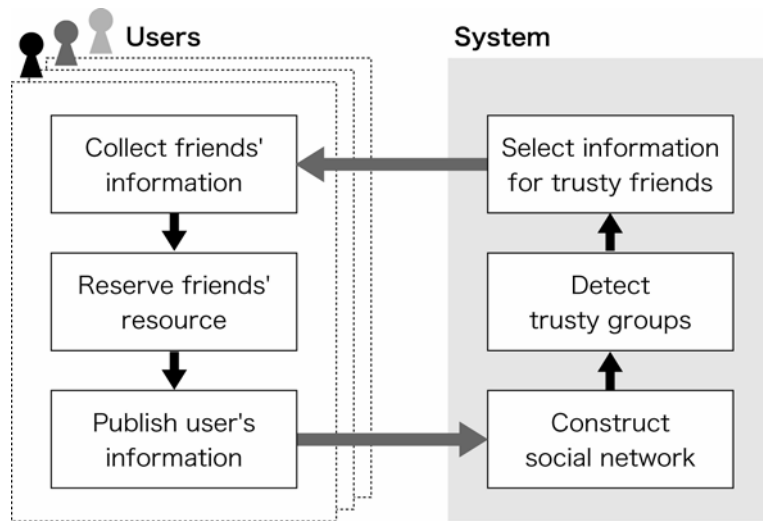 Users
System
Collect friends'
information
Reserve friends'
resource
Publish user's
information
Select information
for trusty friends
Detect
trusty groups
Construct
social network